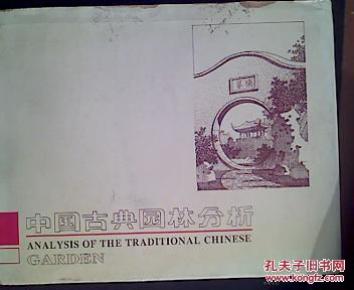 中国古典园林分析
ANALYSIS OF THE TRADITIONAL CHINESE
GARDEN
孔夫子旧书网